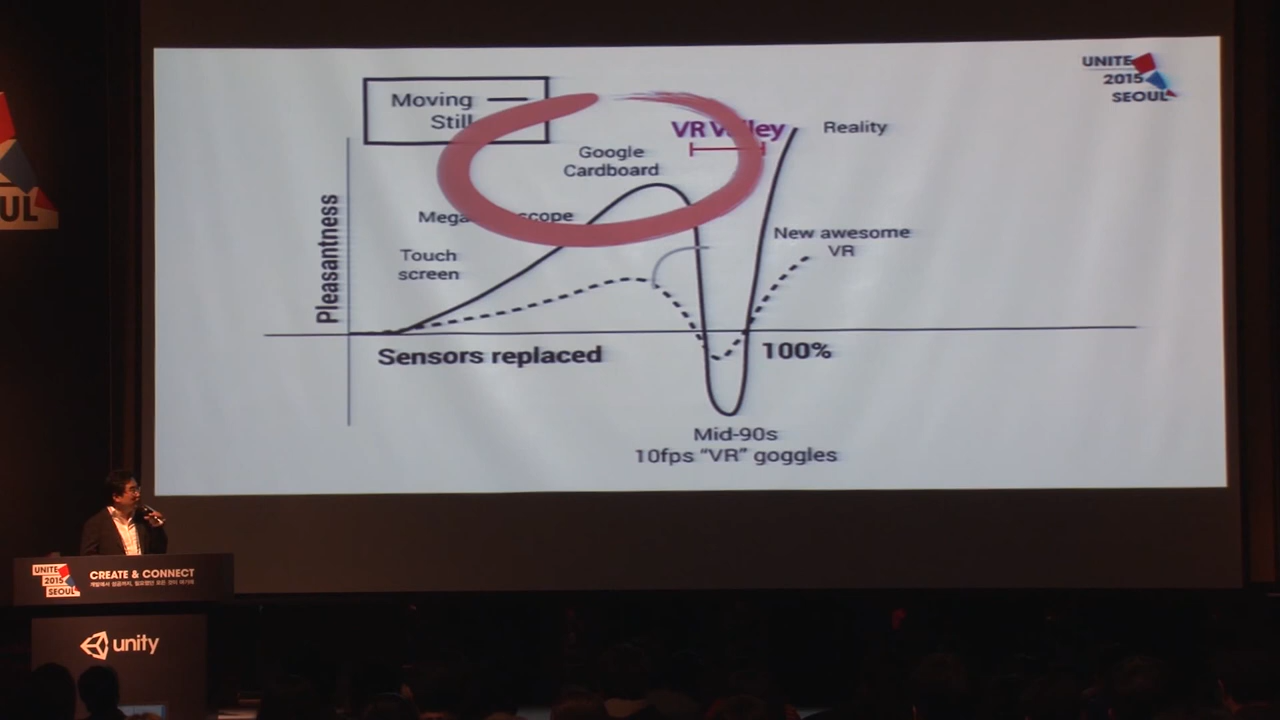 UNITE
2015
SEOUL
Moving
Still
VR Valley
Reality
Google
Cardboard
scope
Touch
screen
New awesome
VR
Pleasantness
Sensors replaced
100%
Mid-90s
10fps “VR” goggles
UL
UNITE
2015
SEOUL
CREATE & CONNECT
unity